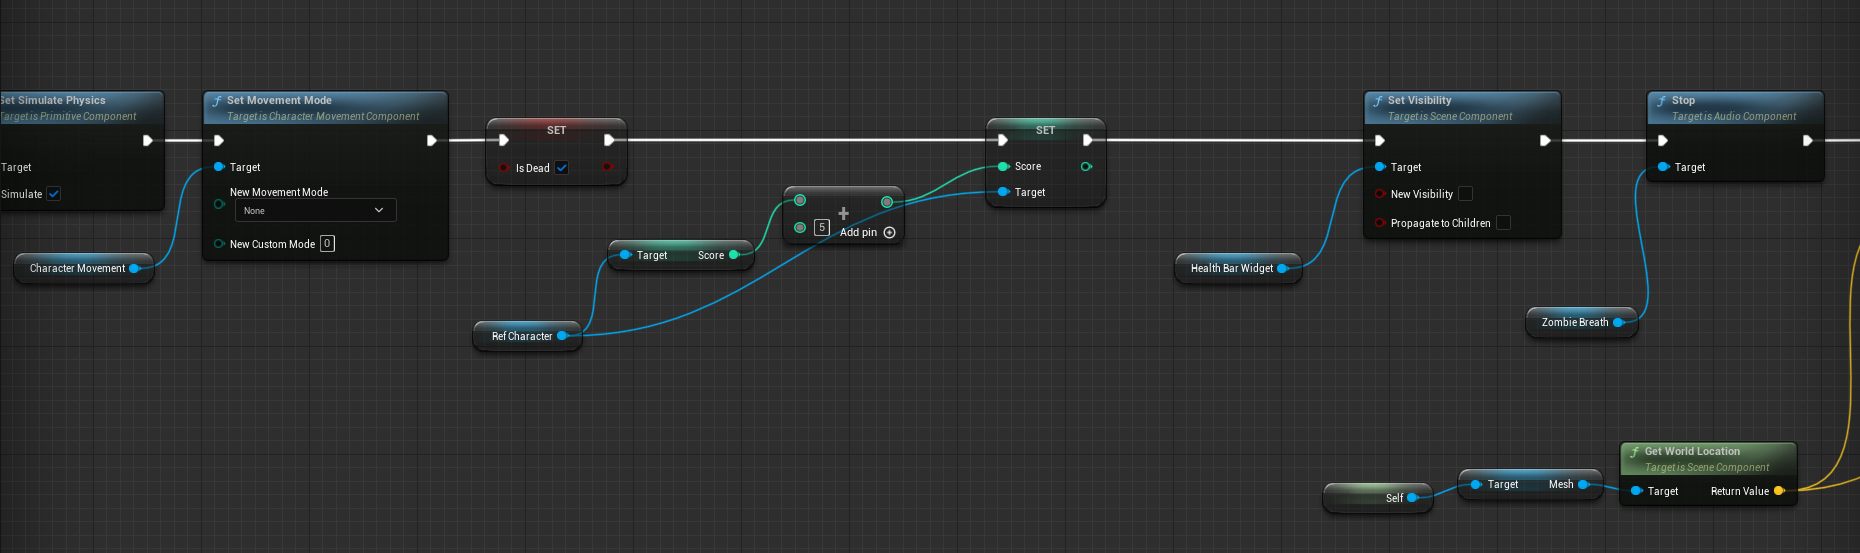 Set Simulate Physics
Target is Primitive Component
Target
Simulate
Character Movement
Set Movement Mode
Target is Character Movement Component
Target
New Movement Mode
None
New Custom Mode 0
SET
Is Dead
Target Score
Ref Character
5
Add pin
SET
Score
Target
Health Bar Widget
Set Visibility
Target is Scene Component
Target
New Visibility
Propagate to Children
Zombie Breath
Stop
Target is Audio Component
Target
Self
Target Mesh
Get World Location
Target is Scene Component
Target Return Value